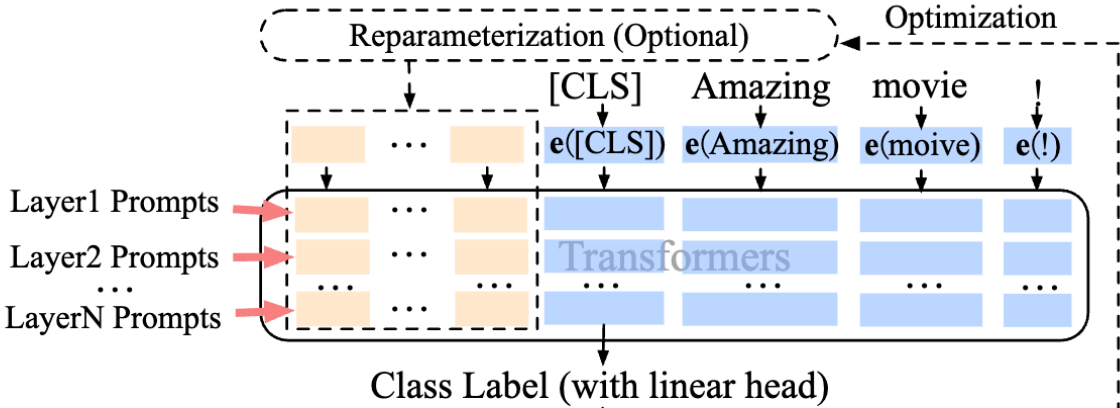 Reparameterization (Optional)
Optimization
[CLS] Amazing movie !
... e([CLS]) e(Amazing) e(moive) e(!)
Layer1 Prompts ...
Layer2 Prompts ... Transformers
... ... ... ... ... ... ...
LayerN Prompts ...
Class Label (with linear head)